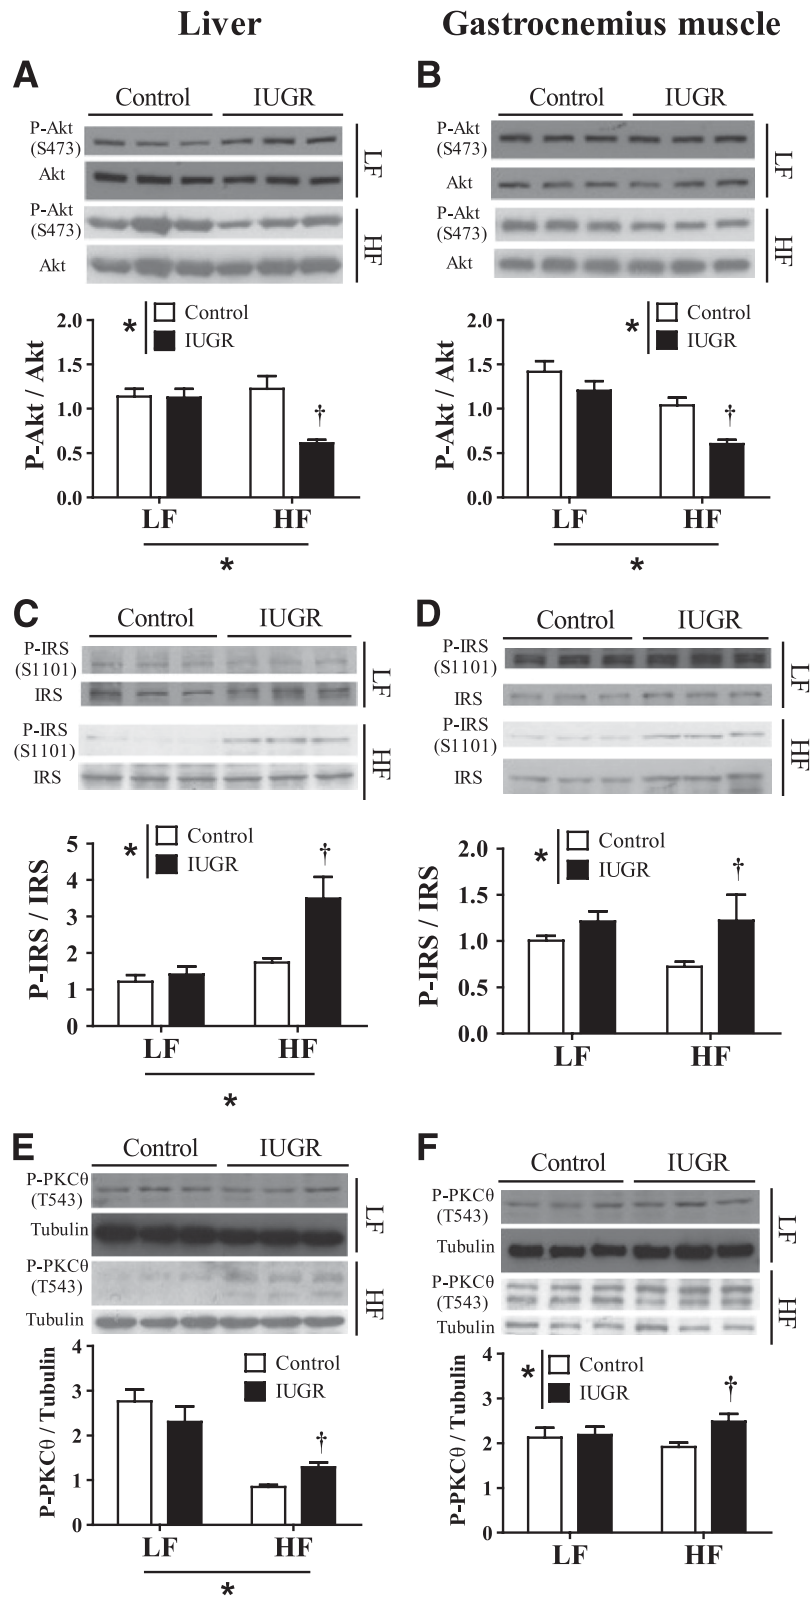 Liver
Gastrocnemius muscle
A
Control IUGR
P-Akt
(S473)
Akt
LF
P-Akt
(S473)
Akt
HF
* Control
IUGR
P-Akt / Akt
2.0
1.5
1.0
0.5
0.0
†
LF HF
*
B
Control IUGR
P-Akt
(S473)
Akt
LF
P-Akt
(S473)
Akt
HF
* Control
IUGR
P-Akt / Akt
2.0
1.5
1.0
0.5
0.0
†
LF HF
*
C
Control IUGR
P-IRS
(S1101)
IRS
LF
P-IRS
(S1101)
IRS
HF
* Control
IUGR
P-IRS / IRS
5
4
3
2
1
0
†
LF HF
*
D
Control IUGR
P-IRS
(S1101)
IRS
LF
P-IRS
(S1101)
IRS
HF
* Control
IUGR
P-IRS / IRS
2.0
1.5
1.0
0.5
0.0
†
LF HF
E
Control IUGR
P-PKCθ
(T543)
Tubulin
LF
P-PKCθ
(T543)
Tubulin
HF
Control
IUGR
P-PKCθ / Tubulin
4
3
2
1
0
†
LF HF
*
F
Control IUGR
P-PKCθ
(T543)
Tubulin
LF
P-PKCθ
(T543)
Tubulin
HF
* Control
IUGR
P-PKCθ / Tubulin
4
3
2
1
0
†
LF HF